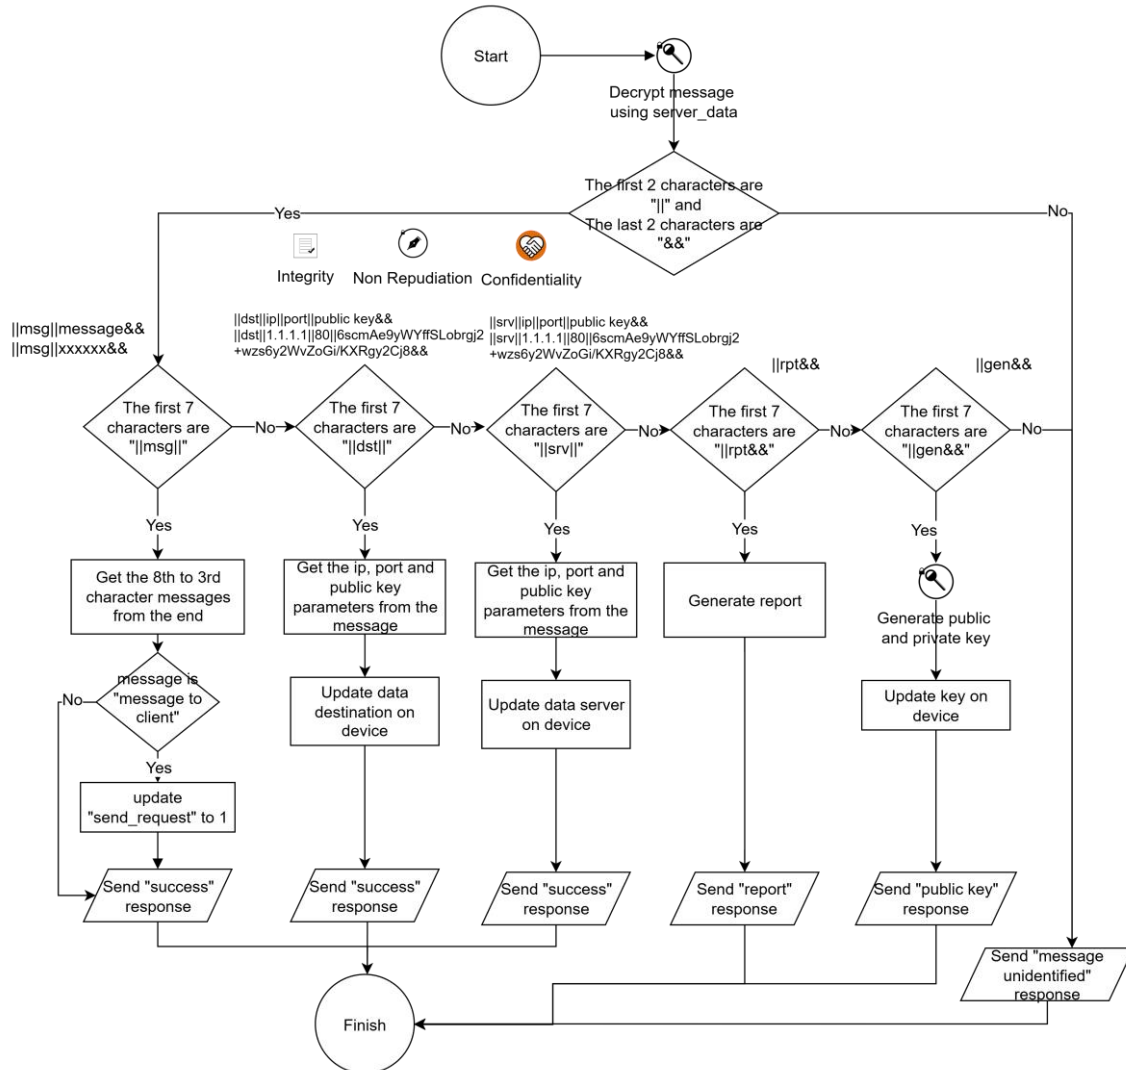 Start
Decrypt message
using server_data
The first 2 characters are
"||" and
The last 2 characters are
"&&"
Yes
No
Integrity
Non Repudiation
Confidentiality
||msg||message&&
||msg||xxxxxx&&
||dst||ip||port||public key&&
||dst||1.1.1.1||80||6scmAe9yWYffSLobrgj2
+wzs6y2WvZoGi/KXRgy2Cj8&&
||srv||ip||port||public key&&
||srv||1.1.1.1||80||6scmAe9yWYffSLobrgj2
+wzs6y2WvZoGi/KXRgy2Cj8&&
||rpt&&
||gen&&
The first 7
characters are
"||msg||"
No
The first 7
characters are
"||dst||"
No
The first 7
characters are
"||srv||"
No
The first 7
characters are
"||rpt&&"
No
The first 7
characters are
"||gen&&"
No
Yes
Yes
Yes
Yes
Yes
Get the 8th to 3rd
character messages
from the end
Get the ip, port and
public key
parameters from the
message
Get the ip, port and
public key
parameters from the
message
Generate report
Generate public
and private key
message is
"message to
client"
No
Yes
Update data
destination on
device
Update data server
on device
Update key on
device
update
"send_request" to 1
Send "success"
response
Send "success"
response
Send "success"
response
Send "report"
response
Send "public key"
response
Send "message
unidentified"
response
Finish